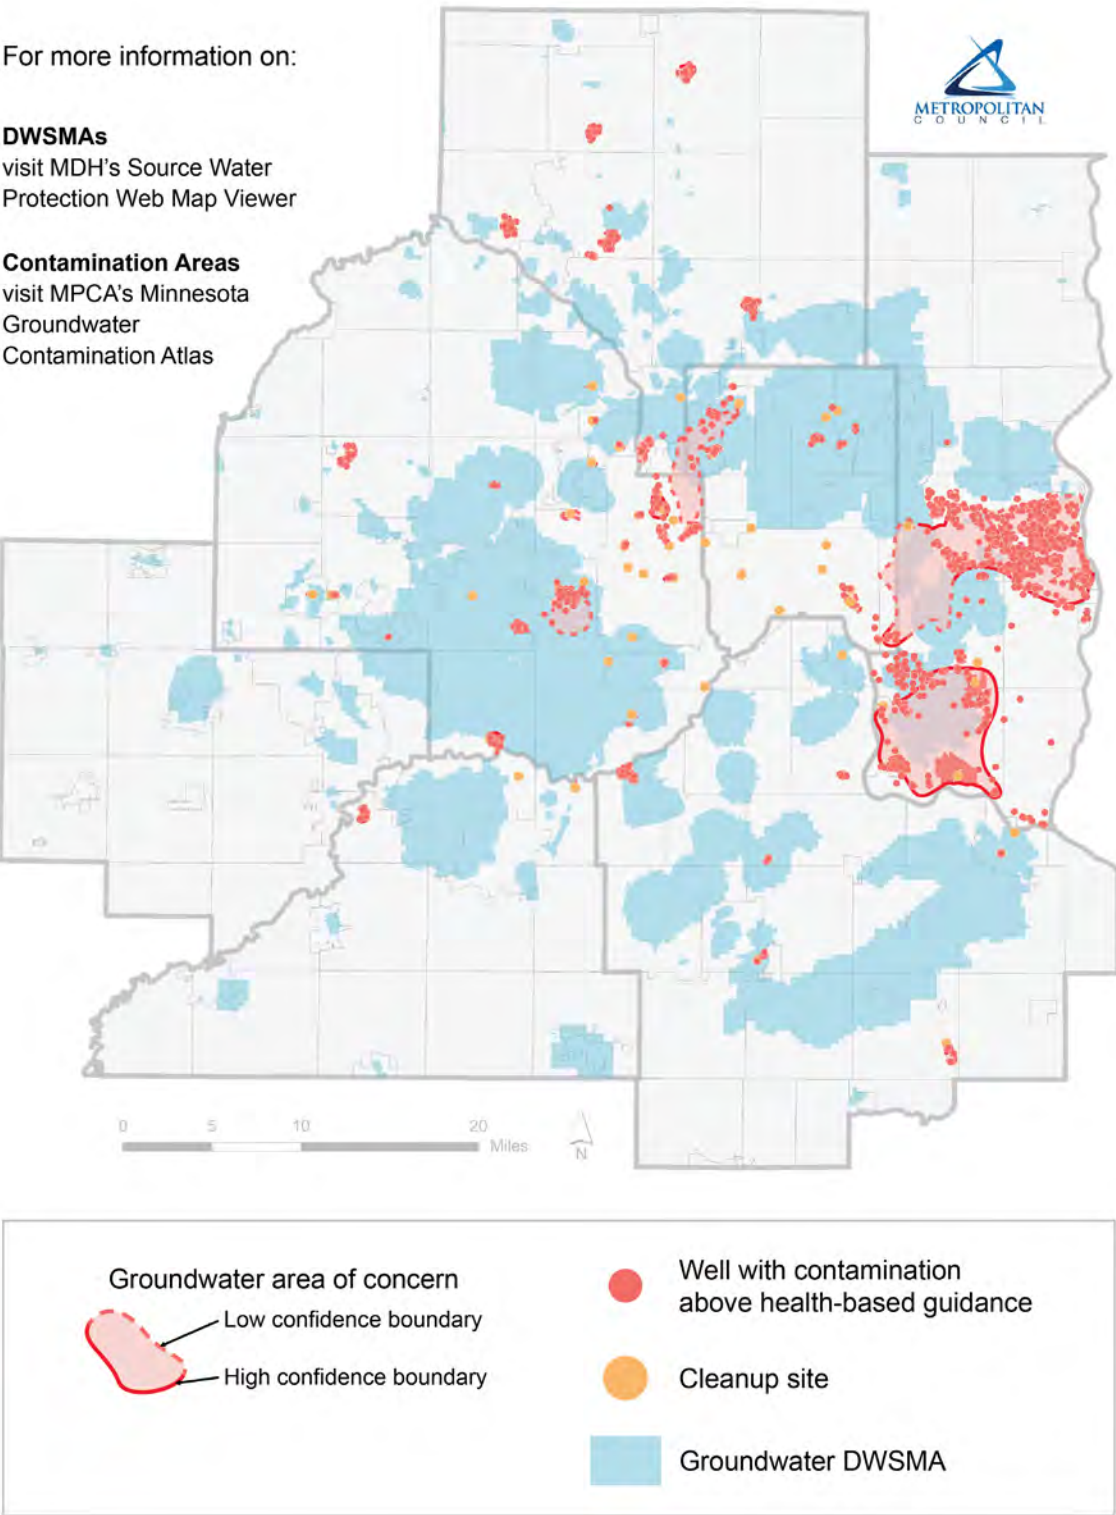 For more information on:
DWSMAs
visit MDH's Source Water
Protection Web Map Viewer
Contamination Areas
visit MPCA's Minnesota
Groundwater
Contamination Atlas
METROPOLITAN
COUNCIL
0 5 10 20
Miles
N
Groundwater area of concern
Low confidence boundary
High confidence boundary
Well with contamination
above health-based guidance
Cleanup site
Groundwater DWSMA